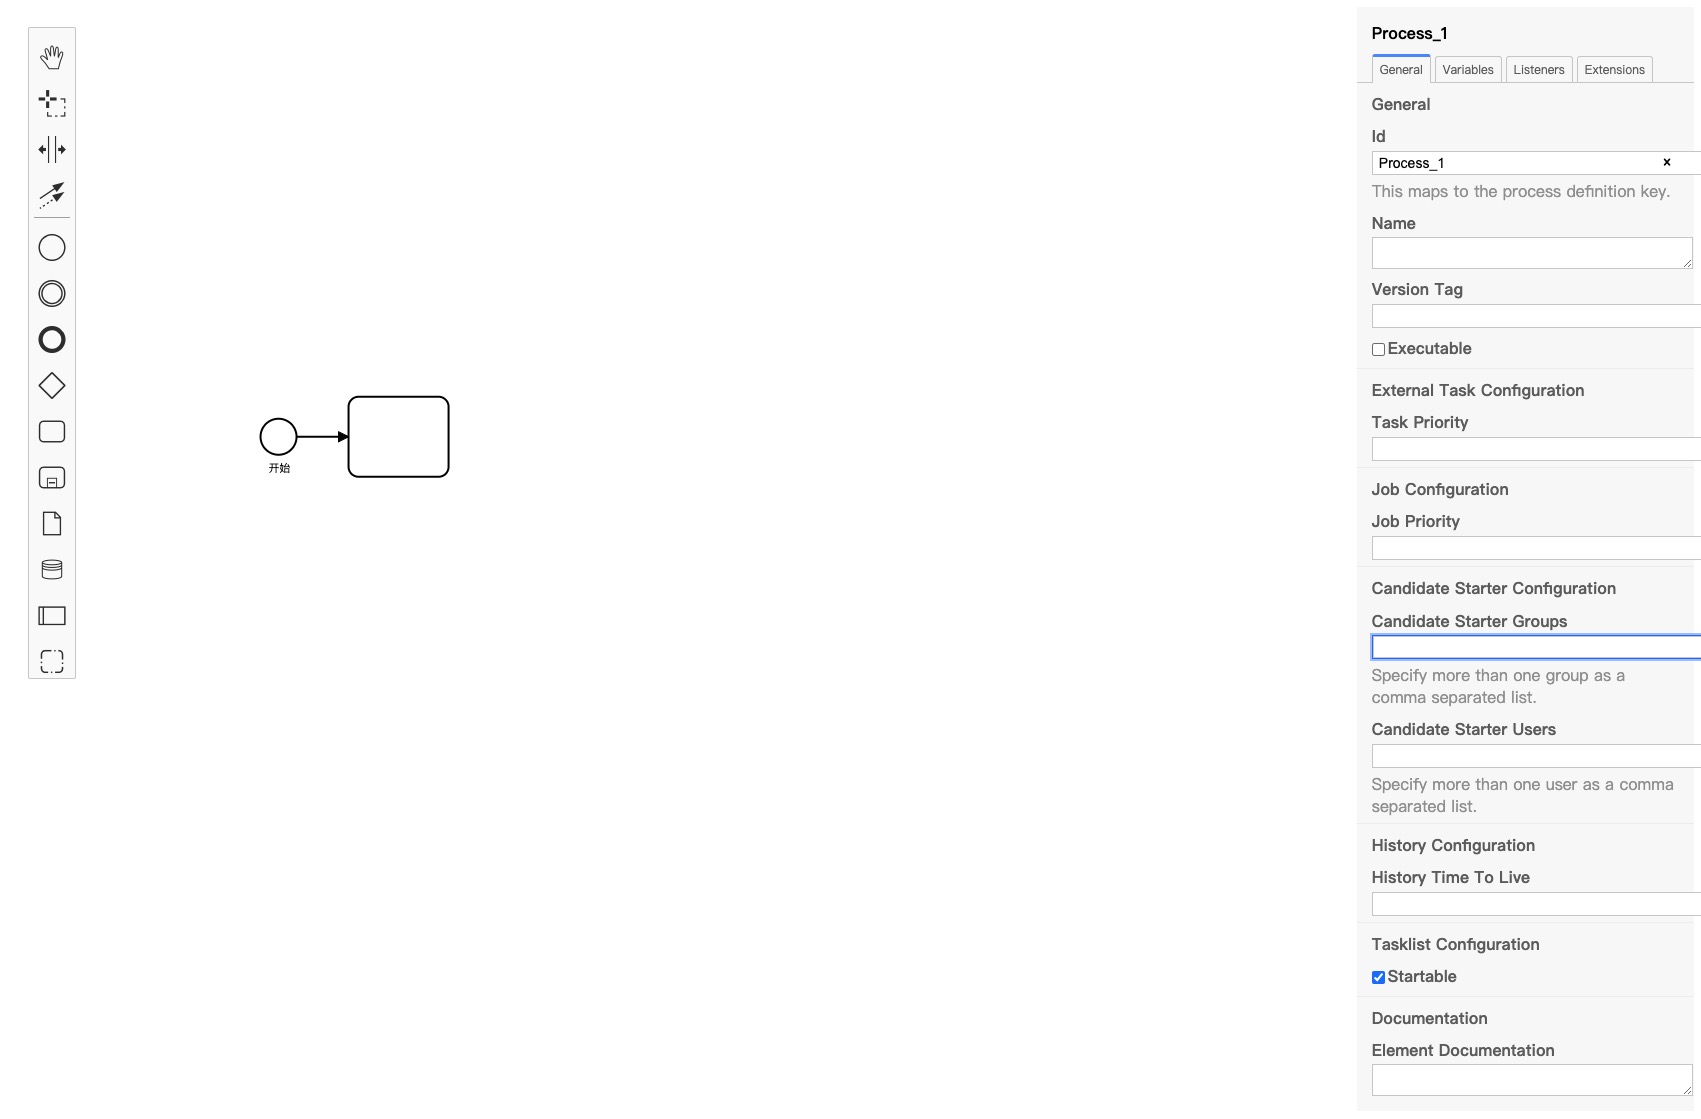 Process_1
General Variables Listeners Extensions
General
Id
Process_1 ×
This maps to the process definition key.
Name
Version Tag
Executable
External Task Configuration
Task Priority
Job Configuration
Job Priority
Candidate Starter Configuration
Candidate Starter Groups
Specify more than one group as a
comma separated list.
Candidate Starter Users
Specify more than one user as a comma
separated list.
History Configuration
History Time To Live
Tasklist Configuration
Startable
Documentation
Element Documentation
开始